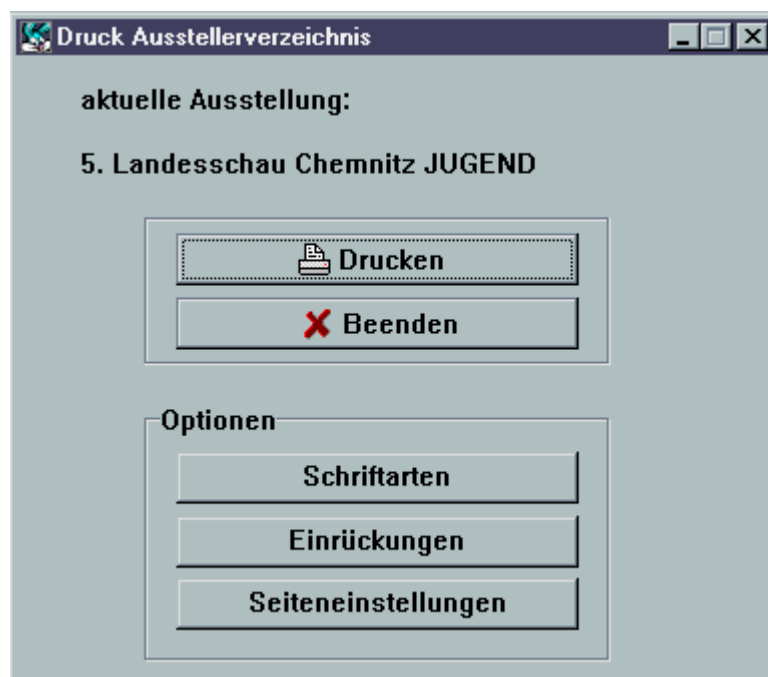 Druck Ausstellerverzeichnis
aktuelle Ausstellung:
5. Landesschau Chemnitz JUGEND
Drucken
Beenden
Optionen
Schriftarten
Einrückungen
Seiteneinstellungen